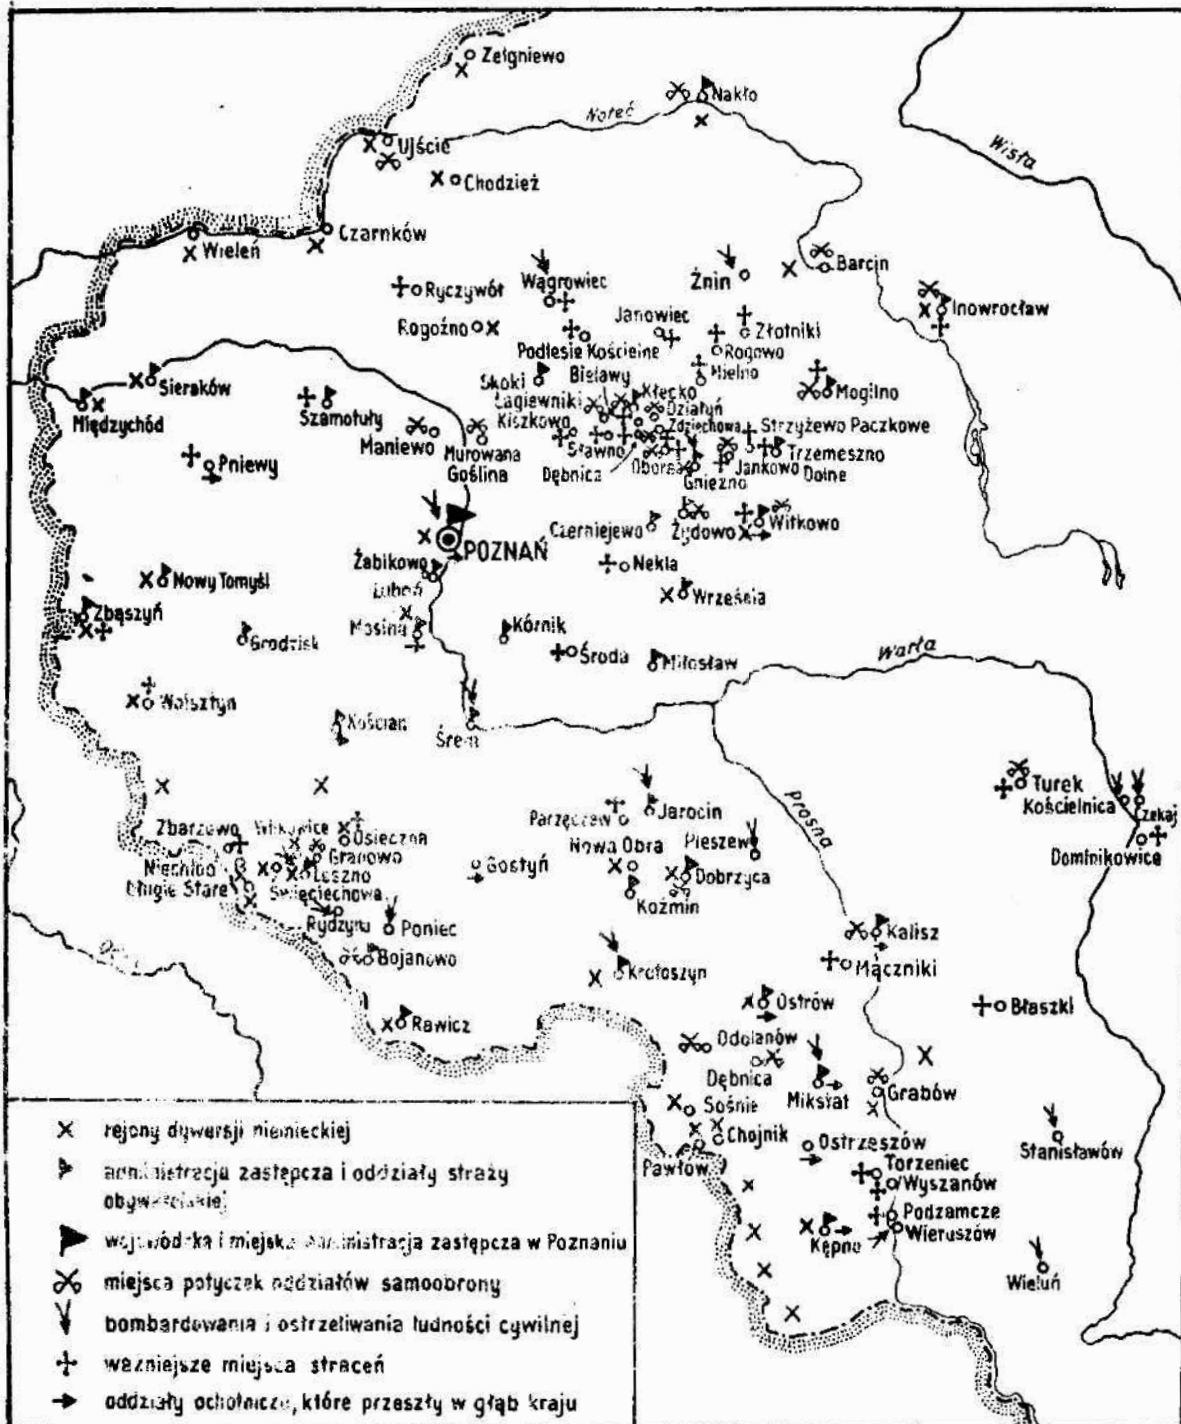 Zelgniewo
Nakło
Noteć
Ujście
Wisła
Chodzież
Czarnków
Wieleń
Barcin
Żnin
Wągrowiec
Ryczywół
Inowrocław
Janowiec
Rogoźno
Złotniki
Podlesie Kościelne
Rogowo
Mielno
Bielawy
Skoki
Sieraków
Kłecko
Mogilno
Łagiewniki
Działyń
Międzychód
Szamotuły
Kiszkowo
Zdziechowa
Strzyżewo Paczkowe
Maniewo
Murowana
Goślina
Sławno
Trzemeszno
Dębnica
Obora
Jankowo
Dolne
Pniewy
Gniezno
Czerniejewo
Żydowo
Witkowo
POZNAŃ
Żabikowo
Nekla
Luboń
Nowy Tomyśl
Września
Zbąszyń
Mosina
Kórnik
Grodzisk
Środa
Miłosław
Warta
Wolsztyn
Kościan
Śrem
Prosna
Turek
Kościelnica
Jarocin
Parzęczew
Zbarzewo
Osieczna
Pleszew
Dominikowice
Nowa Obra
Gronowo
Gostyń
Dobrzyca
Leszno
Długie Stare
Święciechowa
Koźmin
Rydzyna
Poniec
Kalisz
Bojanowo
Krotoszyn
Mączniki
Ostrów
Błaszki
Rawicz
Odolanów
Dębnica
Mikstat
Grabów
Sośnie
Chojnik
Ostrzeszów
Stanisławów
Pawłów
Torzeniec
Wyszanów
Podzamcze
Kępno
Wieruszów
Wieluń
rejony dywersji niemieckiej
administracja zastępcza i oddziały straży
obywatelskiej
wojewódzka i miejska administracja zastępcza w Poznaniu
miejsca potyczek oddziałów samoobrony
bombardowania i ostrzeliwania ludności cywilnej
ważniejsze miejsca straceń
oddziały ochotnicze, które przeszły w głąb kraju